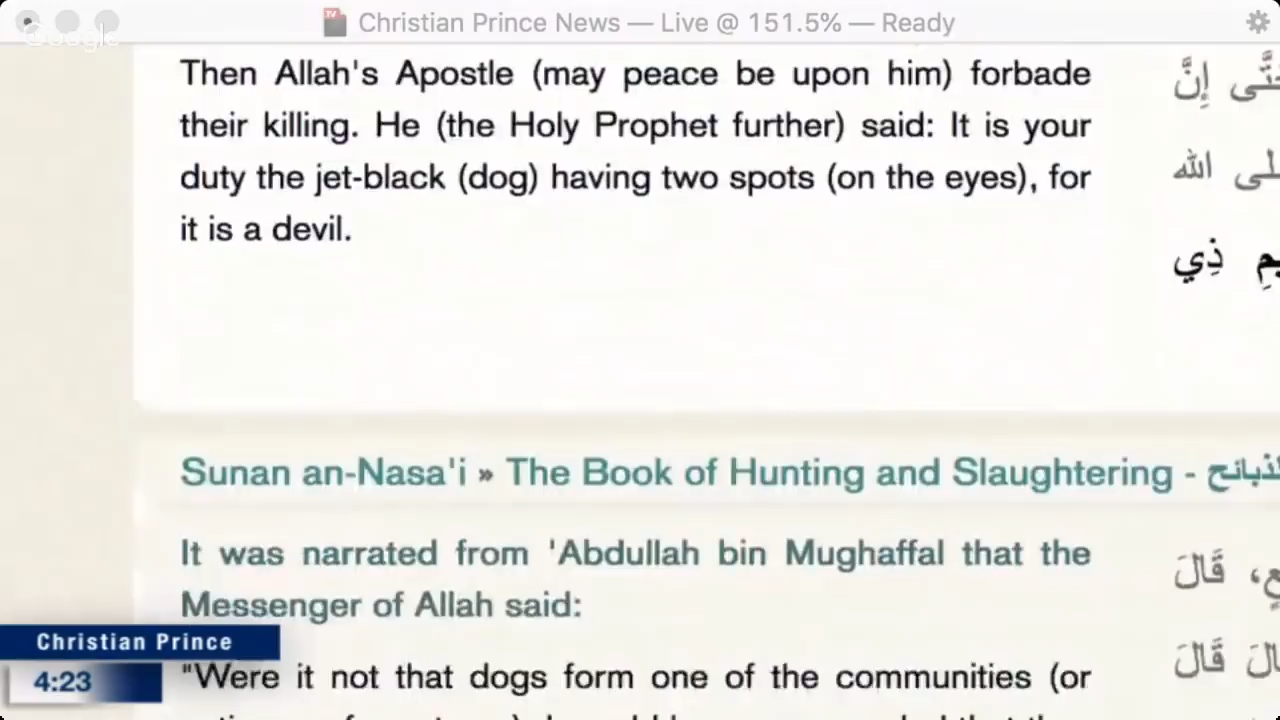 Christian Prince News — Live @ 151.5% — Ready
Google
Then Allah's Apostle (may peace be upon him) forbade
their killing. He (the Holy Prophet further) said: It is your
duty the jet-black (dog) having two spots (on the eyes), for
it is a devil.
إِنَّ
الله
ذِي
Sunan an-Nasa'i » The Book of Hunting and Slaughtering -
It was narrated from 'Abdullah bin Mughaffal that the
قَالَ
Messenger of Allah said:
Christian Prince
"Were it not that dogs form one of the communities (or
قَالَ
4:23